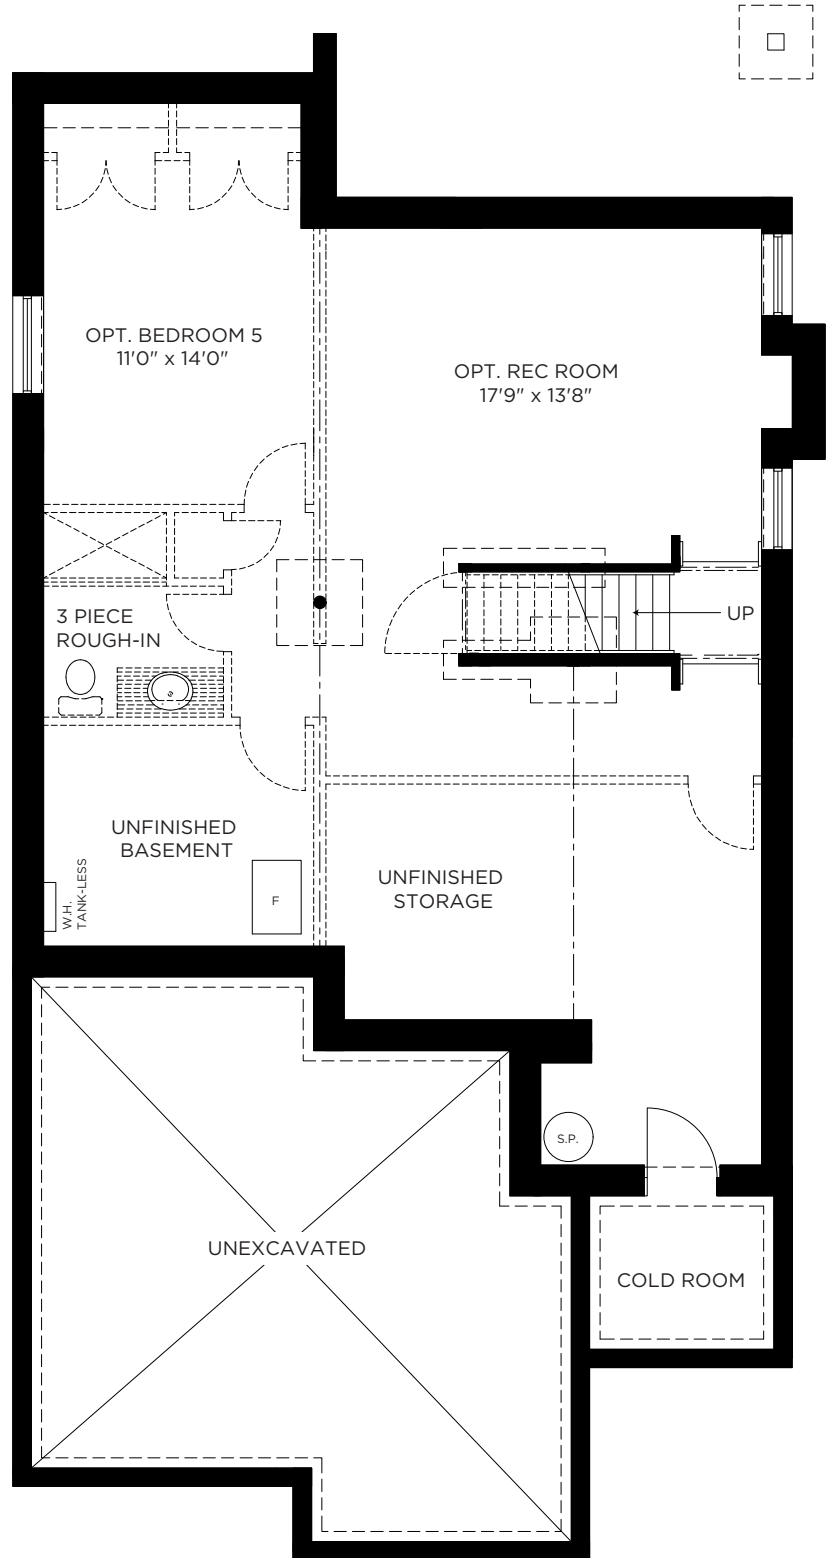 OPT. BEDROOM 5
11'0" x 14'0"
OPT. REC ROOM
17'9" x 13'8"
3 PIECE
ROUGH-IN
UP
UNFINISHED
BASEMENT
W.H.
TANK-LESS
F
UNFINISHED
STORAGE
S.P.
UNEXCAVATED
COLD ROOM